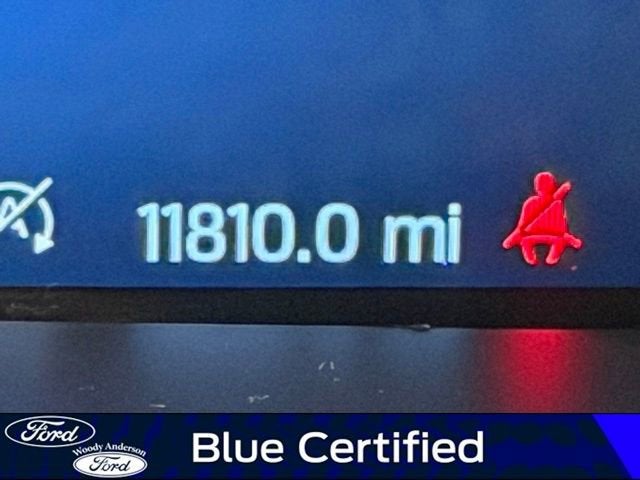 11810.0 mi
Ford
Woody Anderson
Ford
Blue Certified